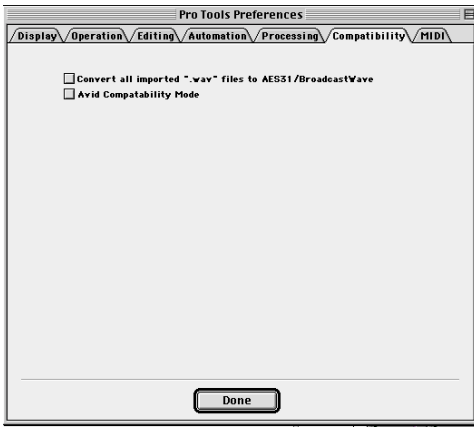 Pro Tools Preferences
Display Operation Editing Automation Processing Compatibility MIDI
Convert all imported ".wav" files to AES31/BroadcastWave
Avid Compatability Mode
Done